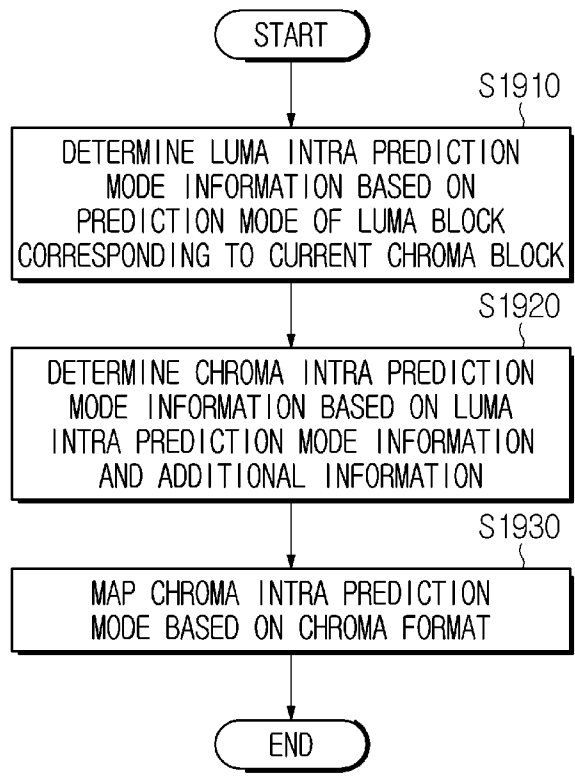 START
S1910
DETERMINE LUMA INTRA PREDICTION
MODE INFORMATION BASED ON
PREDICTION MODE OF LUMA BLOCK
CORRESPONDING TO CURRENT CHROMA BLOCK
S1920
DETERMINE CHROMA INTRA PREDICTION
MODE INFORMATION BASED ON LUMA
INTRA PREDICTION MODE INFORMATION
AND ADDITIONAL INFORMATION
S1930
MAP CHROMA INTRA PREDICTION
MODE BASED ON CHROMA FORMAT
END